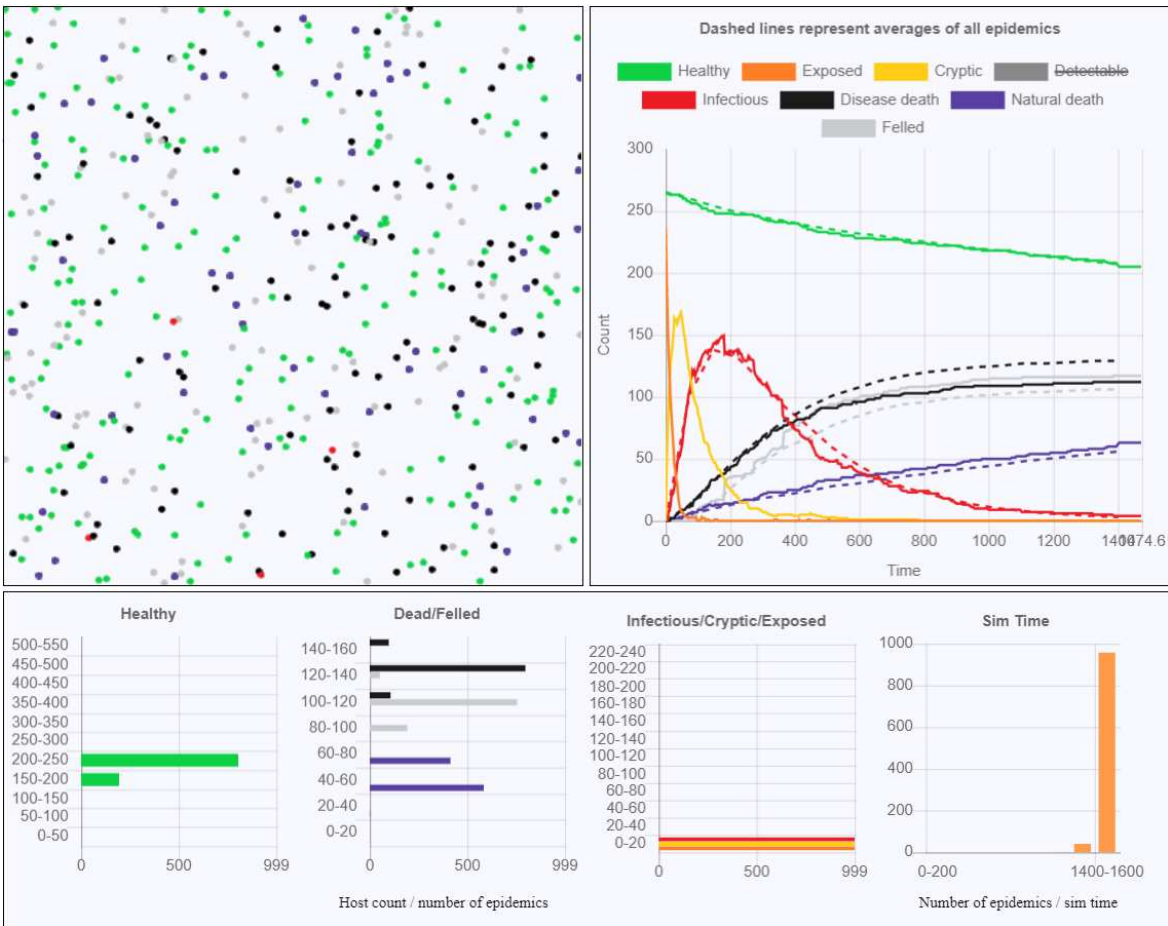 Dashed lines represent averages of all epidemics
Healthy Exposed Cryptic Detectable
Infectious Disease death Natural death
Felled
300
250
200
150
100
50
0
Count
0 200 400 600 800 1000 1200 1400 1474.6
Time
Healthy
500-550
450-500
400-450
350-400
300-350
250-300
200-250
150-200
100-150
50-100
0-50
0 500 999
Dead/Felled
140-160
120-140
100-120
80-100
60-80
40-60
20-40
0-20
0 500 999
Host count / number of epidemics
Infectious/Cryptic/Exposed
220-240
200-220
180-200
160-180
140-160
120-140
100-120
80-100
60-80
40-60
20-40
0-20
0 500 999
Sim Time
1000
800
600
400
200
0
0-200 1400-1600
Number of epidemics / sim time